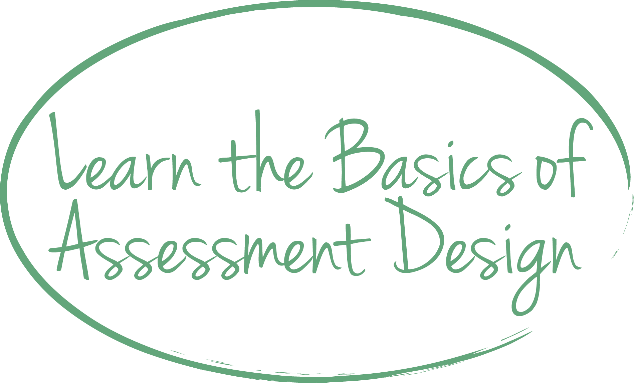 Learn the Basics of
Assessment Design